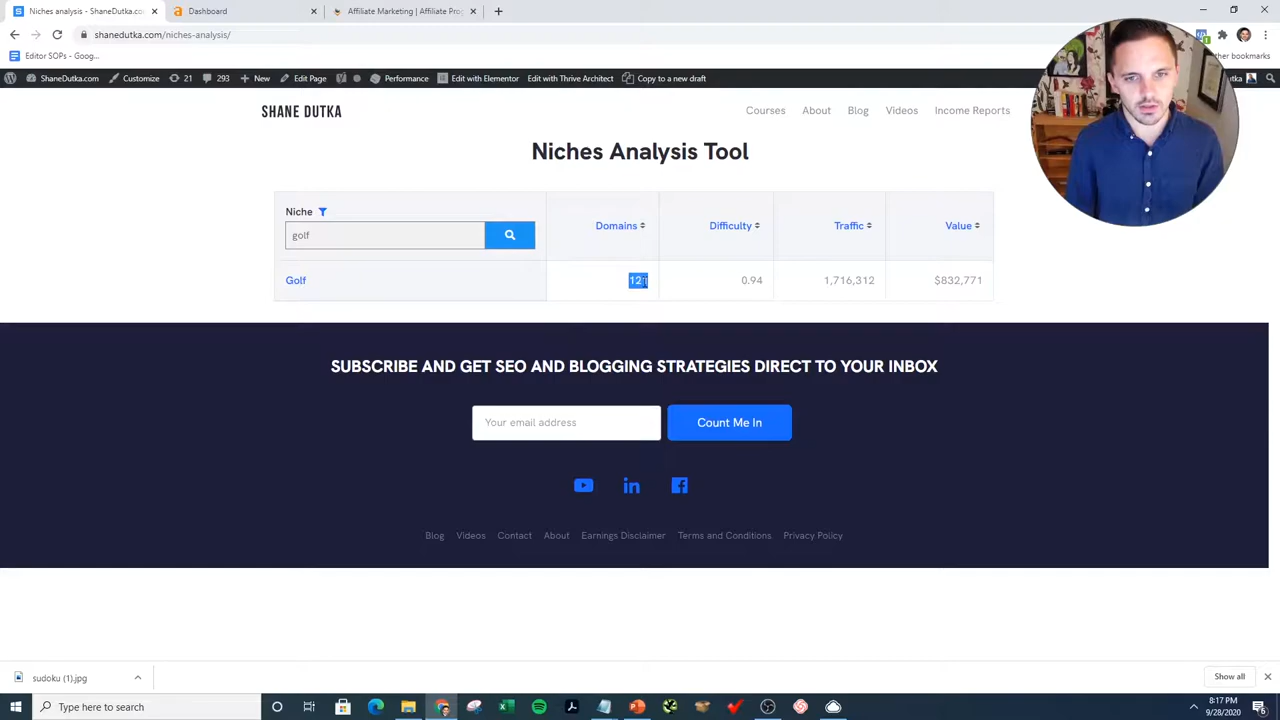 Niches analysis - ShaneDutka.co
Dashboard
Affiliate Marketing | Affiliate Pro
shanedutka.com/niches-analysis/
Editor SOPs - Goog...
ther bookmarks
ShaneDutka.com
Customize
21
293
New
Edit Page
Performance
Edit with Elementor
Edit with Thrive Architect
Copy to a new draft
utka
SHANE DUTKA
Courses
About
Blog
Videos
Income Reports
Niches Analysis Tool
Niche
golf
Domains
Difficulty
Traffic
Value
Golf
0.94
1,716,312
$832,771
SUBSCRIBE AND GET SEO AND BLOGGING STRATEGIES DIRECT TO YOUR INBOX
Your email address
Count Me In
Blog
Videos
Contact
About
Earnings Disclaimer
Terms and Conditions
Privacy Policy
sudoku (1).jpg
Show all
Type here to search
8:17 PM
9/28/2020